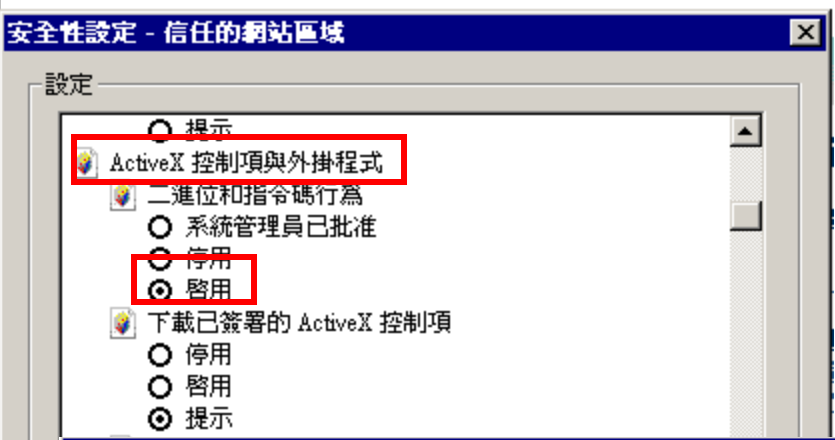 安全性設定 - 信任的網站區域
設定
提示
ActiveX 控制項與外掛程式
二進位和指令碼行為
系統管理員已批准
停用
啓用
下載已簽署的 ActiveX 控制項
停用
啓用
提示